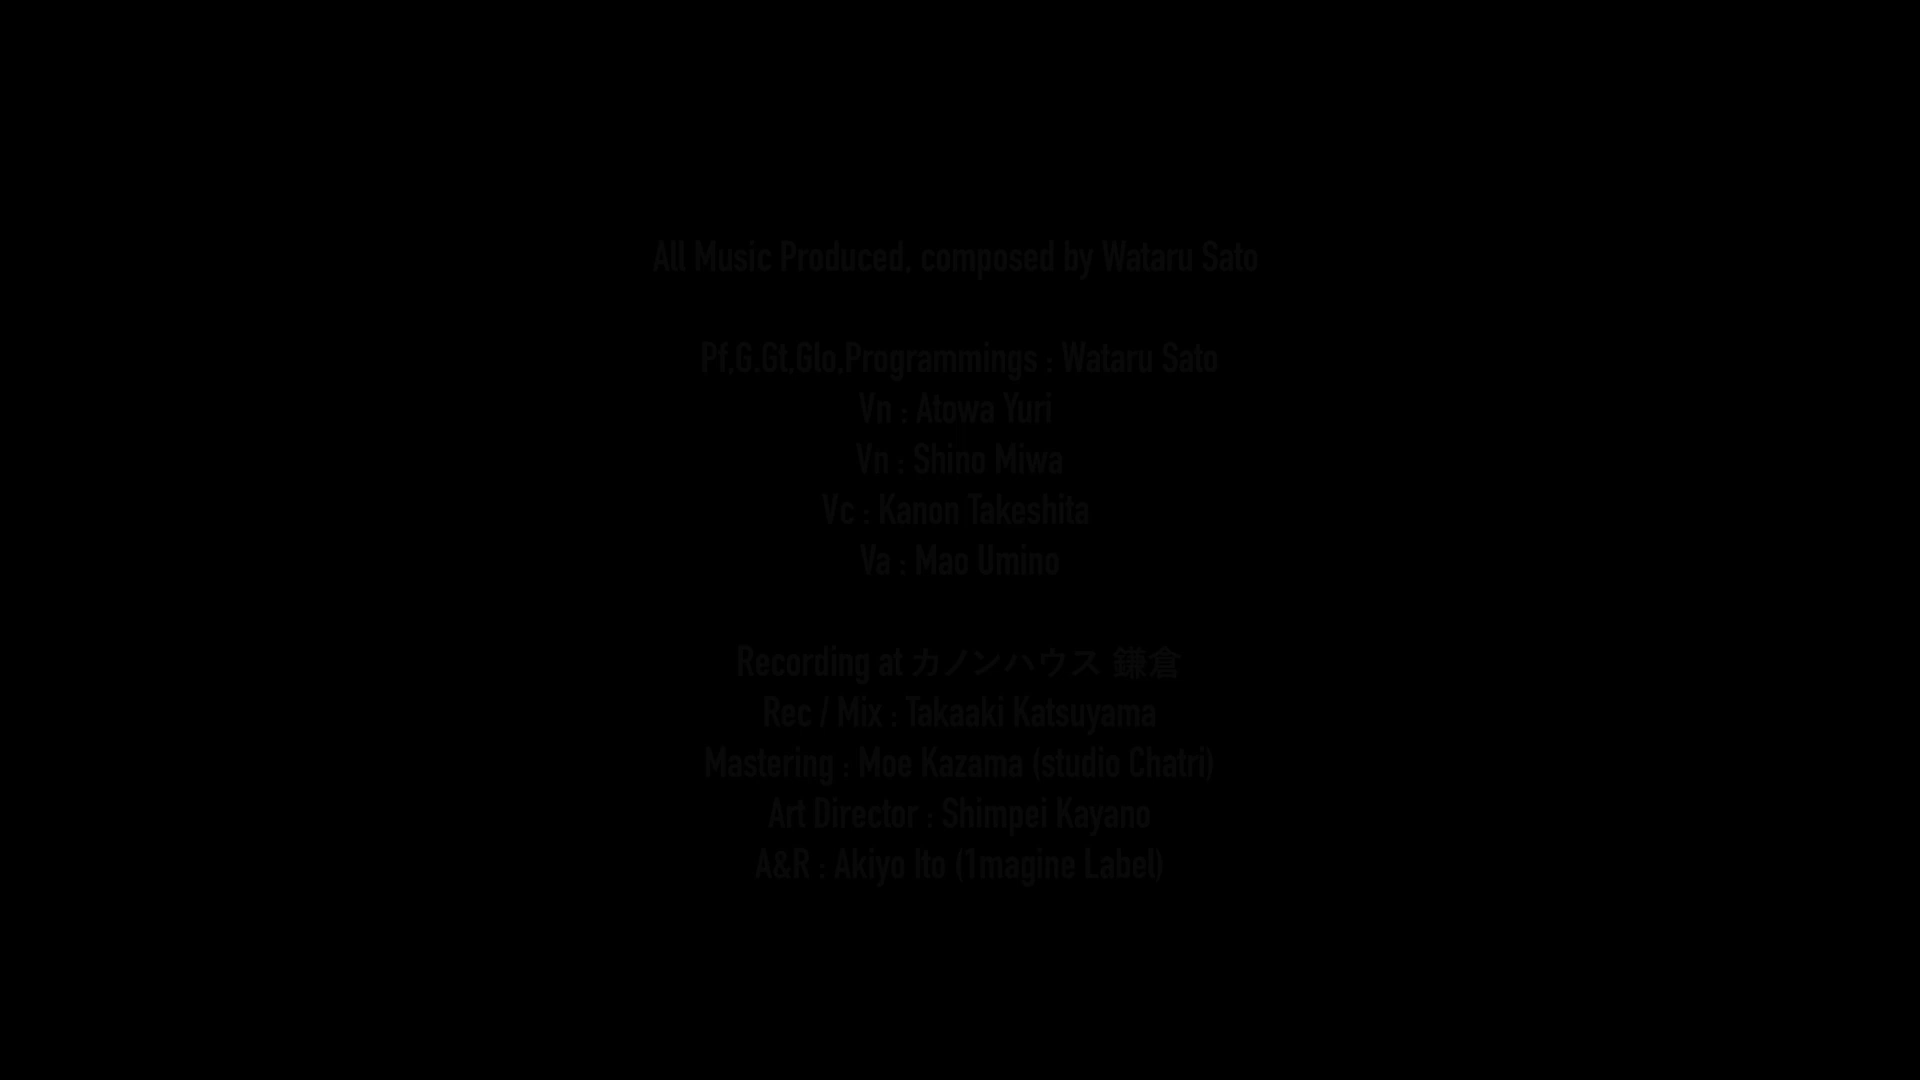 All Music Produced, composed by Wataru Sato
Pf,G.Gt,Glo,Programmings : Wataru Sato
Vn : Atowa Yuri
Vn : Shino Miwa
Vc : Kanon Takeshita
Va : Mao Umino
Recording at カノンハウス 鎌倉
Rec / Mix : Takaaki Katsuyama
Mastering : Moe Kazama (studio Chatri)
Art Director : Shimpei Kayano
A&R : Akiyo Ito (1magine Label)